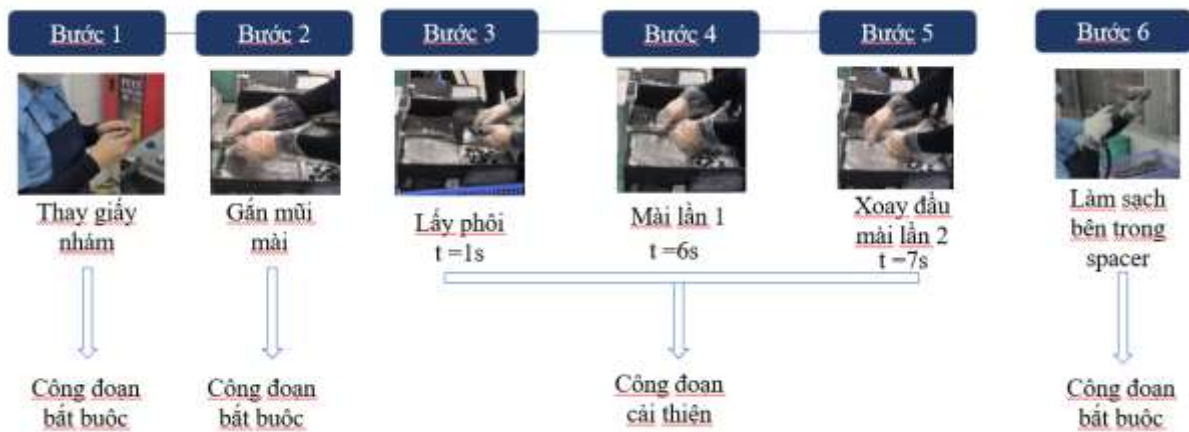 Bước 1
Bước 2
Bước 3
Bước 4
Bước 5
Bước 6
Thay giấy
nhám
Gắn mũi
mài
Lấy phôi
t =1s
Mài lần 1
t =6s
Xoay đầu
mài lần 2
t =7s
Làm sạch
bên trong
spacer
Công đoạn
bắt buộc
Công đoạn
bắt buộc
Công đoạn
cải thiện
Công đoạn
bắt buộc